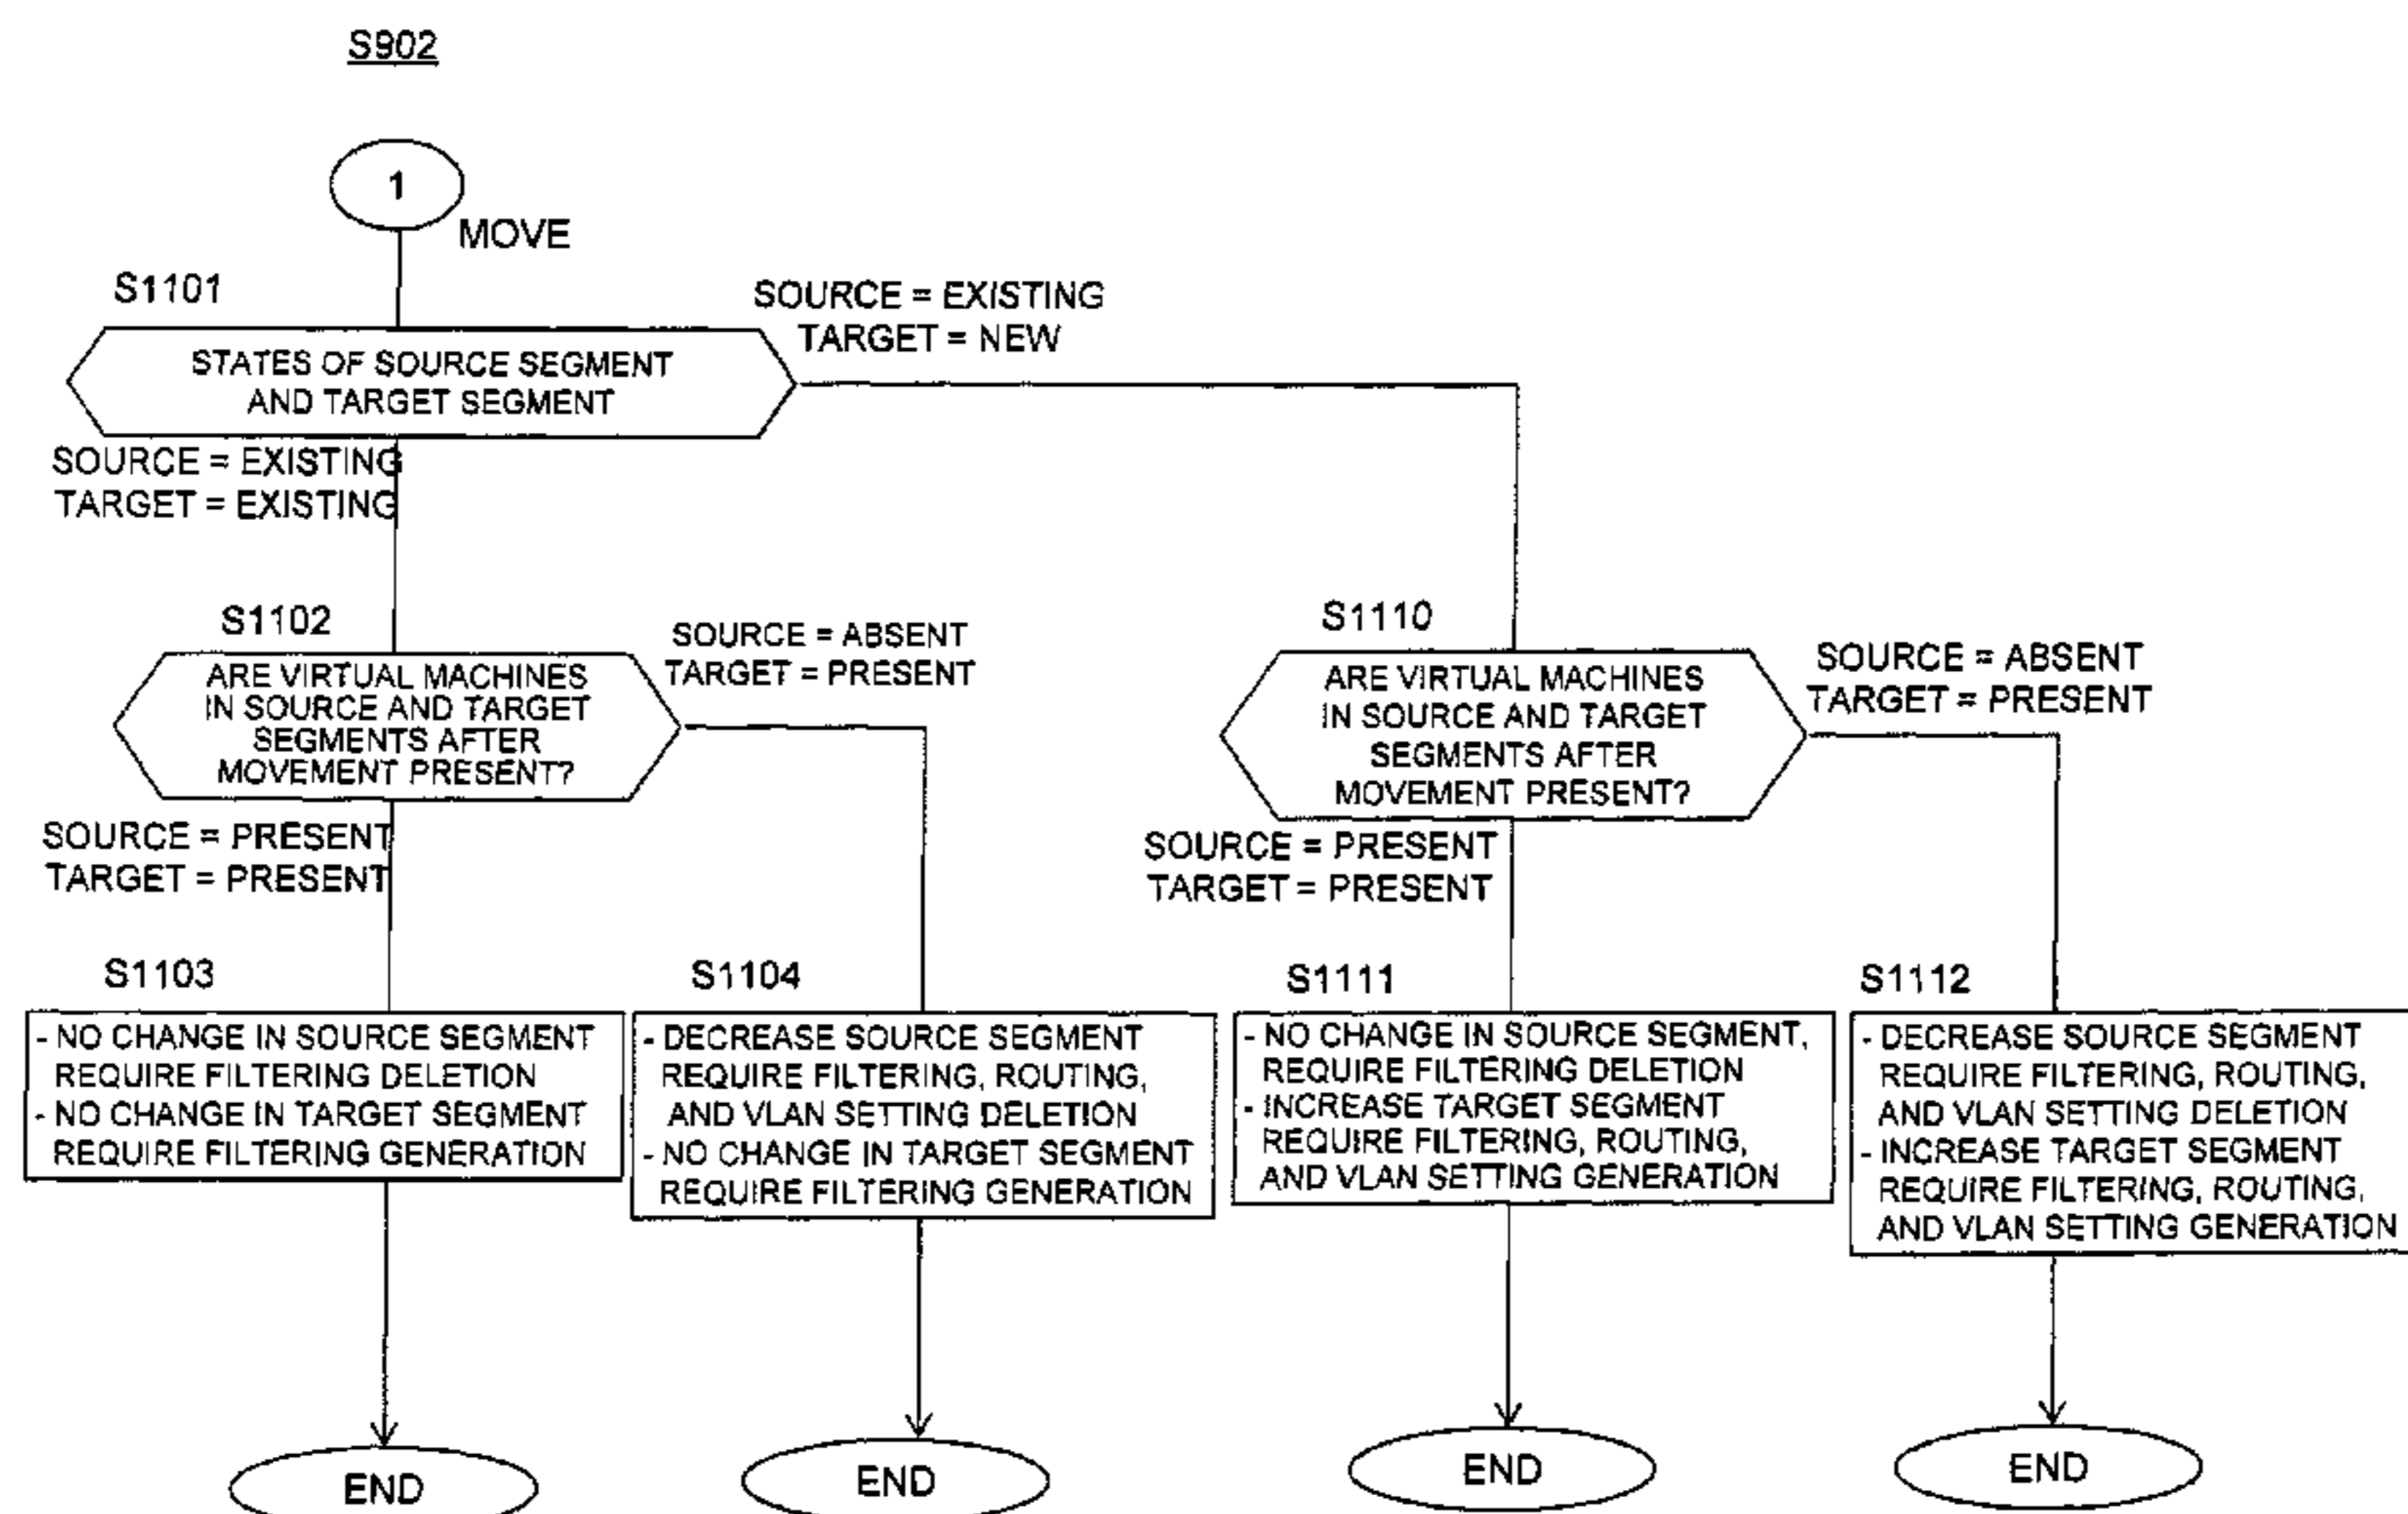 S902
1
MOVE
S1101
SOURCE = EXISTING
TARGET = NEW
STATES OF SOURCE SEGMENT
AND TARGET SEGMENT
SOURCE = EXISTING
TARGET = EXISTING
S1102
SOURCE = ABSENT
TARGET = PRESENT
ARE VIRTUAL MACHINES
IN SOURCE AND TARGET
SEGMENTS AFTER
MOVEMENT PRESENT?
SOURCE = PRESENT
TARGET = PRESENT
S1110
SOURCE = ABSENT
TARGET = PRESENT
ARE VIRTUAL MACHINES
IN SOURCE AND TARGET
SEGMENTS AFTER
MOVEMENT PRESENT?
SOURCE = PRESENT
TARGET = PRESENT
S1103
- NO CHANGE IN SOURCE SEGMENT
REQUIRE FILTERING DELETION
- NO CHANGE IN TARGET SEGMENT
REQUIRE FILTERING GENERATION
S1104
- DECREASE SOURCE SEGMENT
REQUIRE FILTERING, ROUTING,
AND VLAN SETTING DELETION
- NO CHANGE IN TARGET SEGMENT
REQUIRE FILTERING GENERATION
S1111
- NO CHANGE IN SOURCE SEGMENT,
REQUIRE FILTERING DELETION
- INCREASE TARGET SEGMENT
REQUIRE FILTERING, ROUTING,
AND VLAN SETTING GENERATION
S1112
- DECREASE SOURCE SEGMENT
REQUIRE FILTERING, ROUTING,
AND VLAN SETTING DELETION
- INCREASE TARGET SEGMENT
REQUIRE FILTERING, ROUTING,
AND VLAN SETTING GENERATION
END
END
END
END